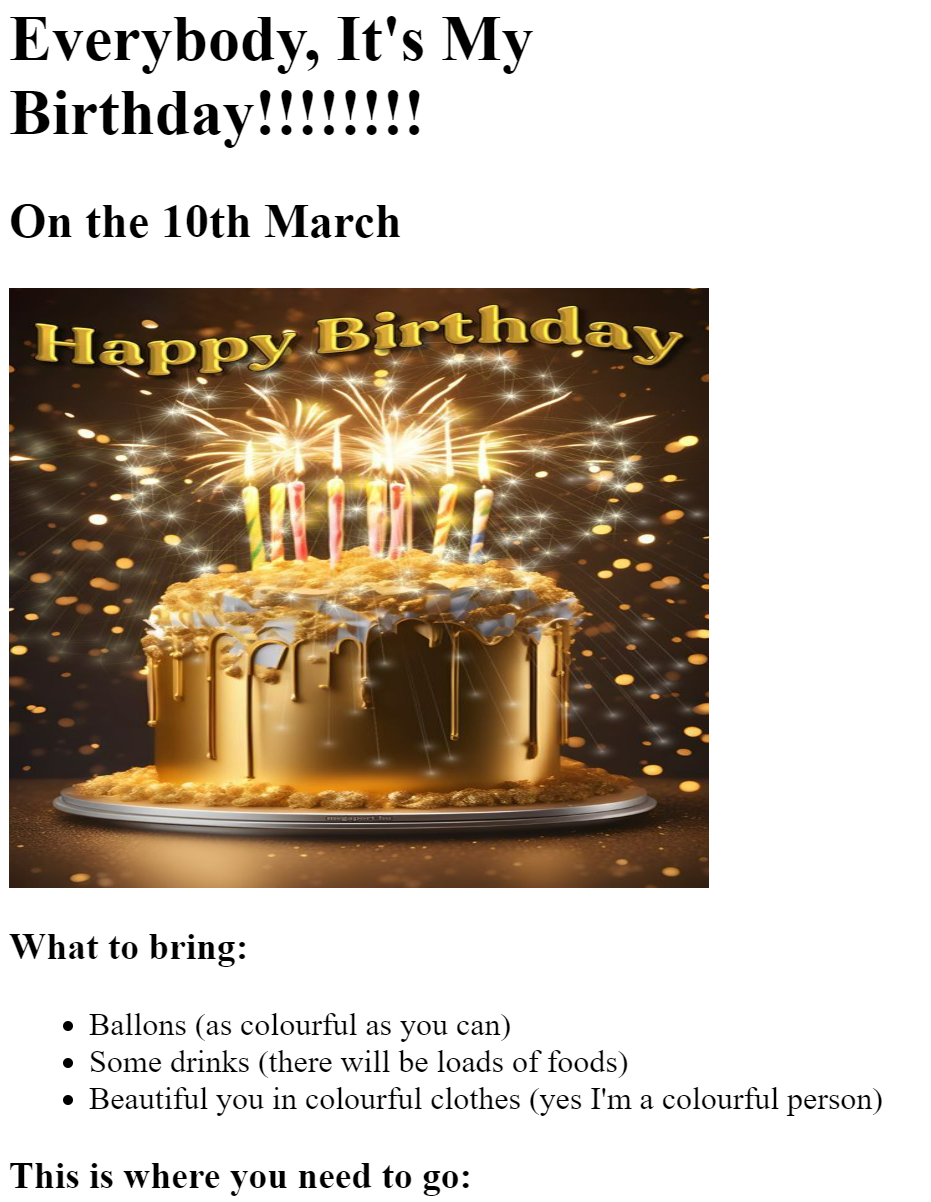 Everybody, It's My
Birthday!!!!!!!!
On the 10th March
Happy Birthday
megaport.hu
What to bring:
Ballons (as colourful as you can)
Some drinks (there will be loads of foods)
Beautiful you in colourful clothes (yes I'm a colourful person)
This is where you need to go: